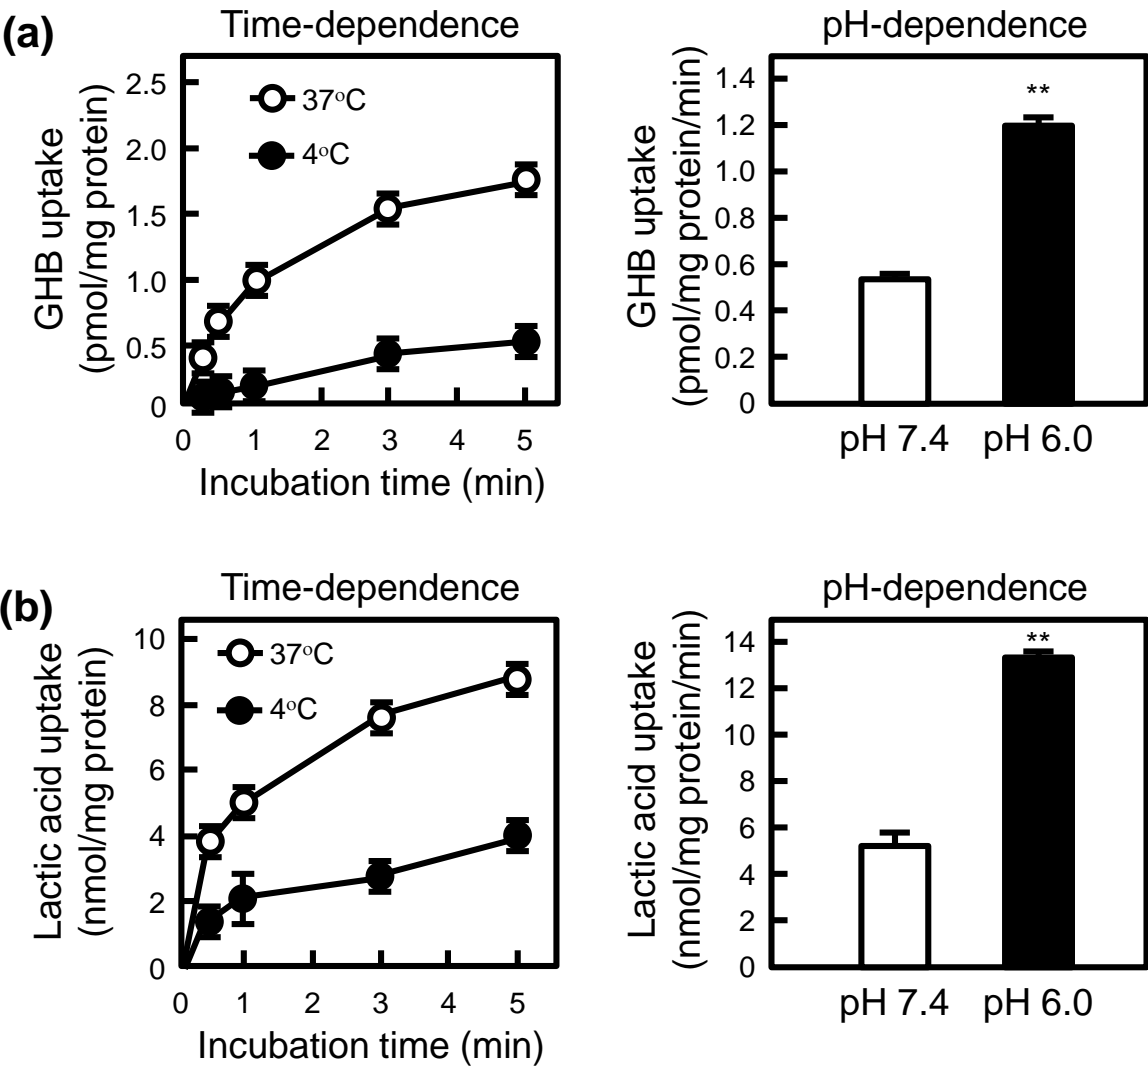 (a)
Time-dependence
GHB uptake
(pmol/mg protein)
2.5
2.0
1.5
1.0
0.5
0
37°C
4°C
0 1 2 3 4 5
Incubation time (min)
pH-dependence
GHB uptake
(pmol/mg protein/min)
1.4
1.2
1.0
0.8
0.6
0.4
0.2
0
**
pH 7.4 pH 6.0
(b)
Time-dependence
Lactic acid uptake
(nmol/mg protein)
10
8
6
4
2
0
37°C
4°C
0 1 2 3 4 5
Incubation time (min)
pH-dependence
Lactic acid uptake
(nmol/mg protein/min)
14
12
10
8
6
4
2
0
**
pH 7.4 pH 6.0